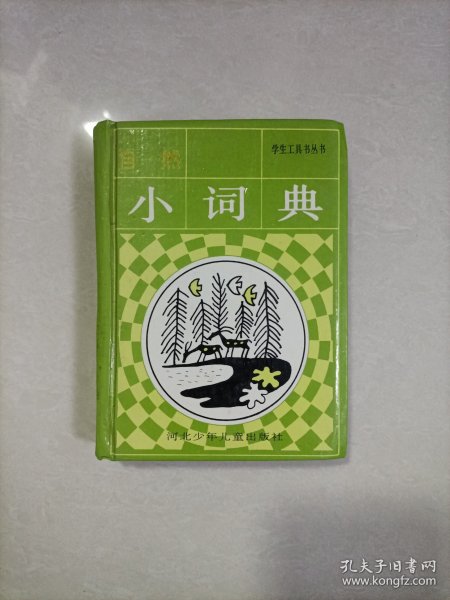 自然
学生工具书丛书
小词典
河北少年儿童出版社
孔夫子旧书网
www.kongfz.com